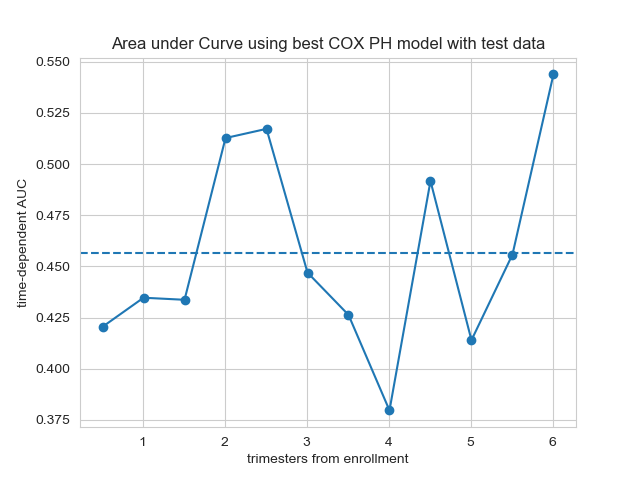 Area under Curve using best COX PH model with test data
time-dependent AUC
0.550
0.525
0.500
0.475
0.450
0.425
0.400
0.375
1 2 3 4 5 6
trimesters from enrollment